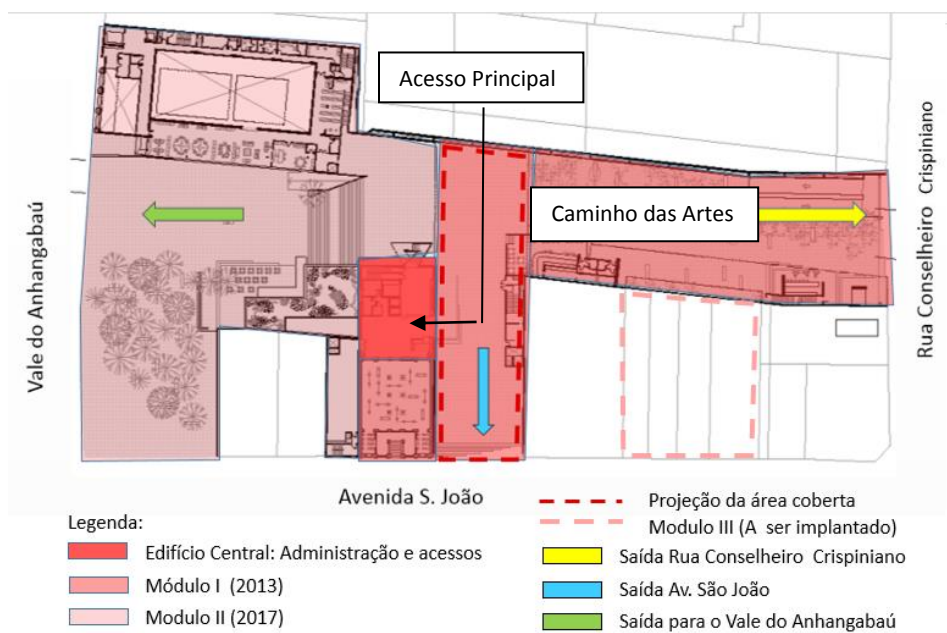 Acesso Principal
Caminho das Artes
Vale do Anhangabaú
Rua Conselheiro Crispiniano
Avenida S. João
Legenda:
Edifício Central: Administração e acessos
Módulo I (2013)
Modulo II (2017)
Projeção da área coberta
Modulo III (A ser implantado)
Saída Rua Conselheiro Crispiniano
Saída Av. São João
Saída para o Vale do Anhangabaú